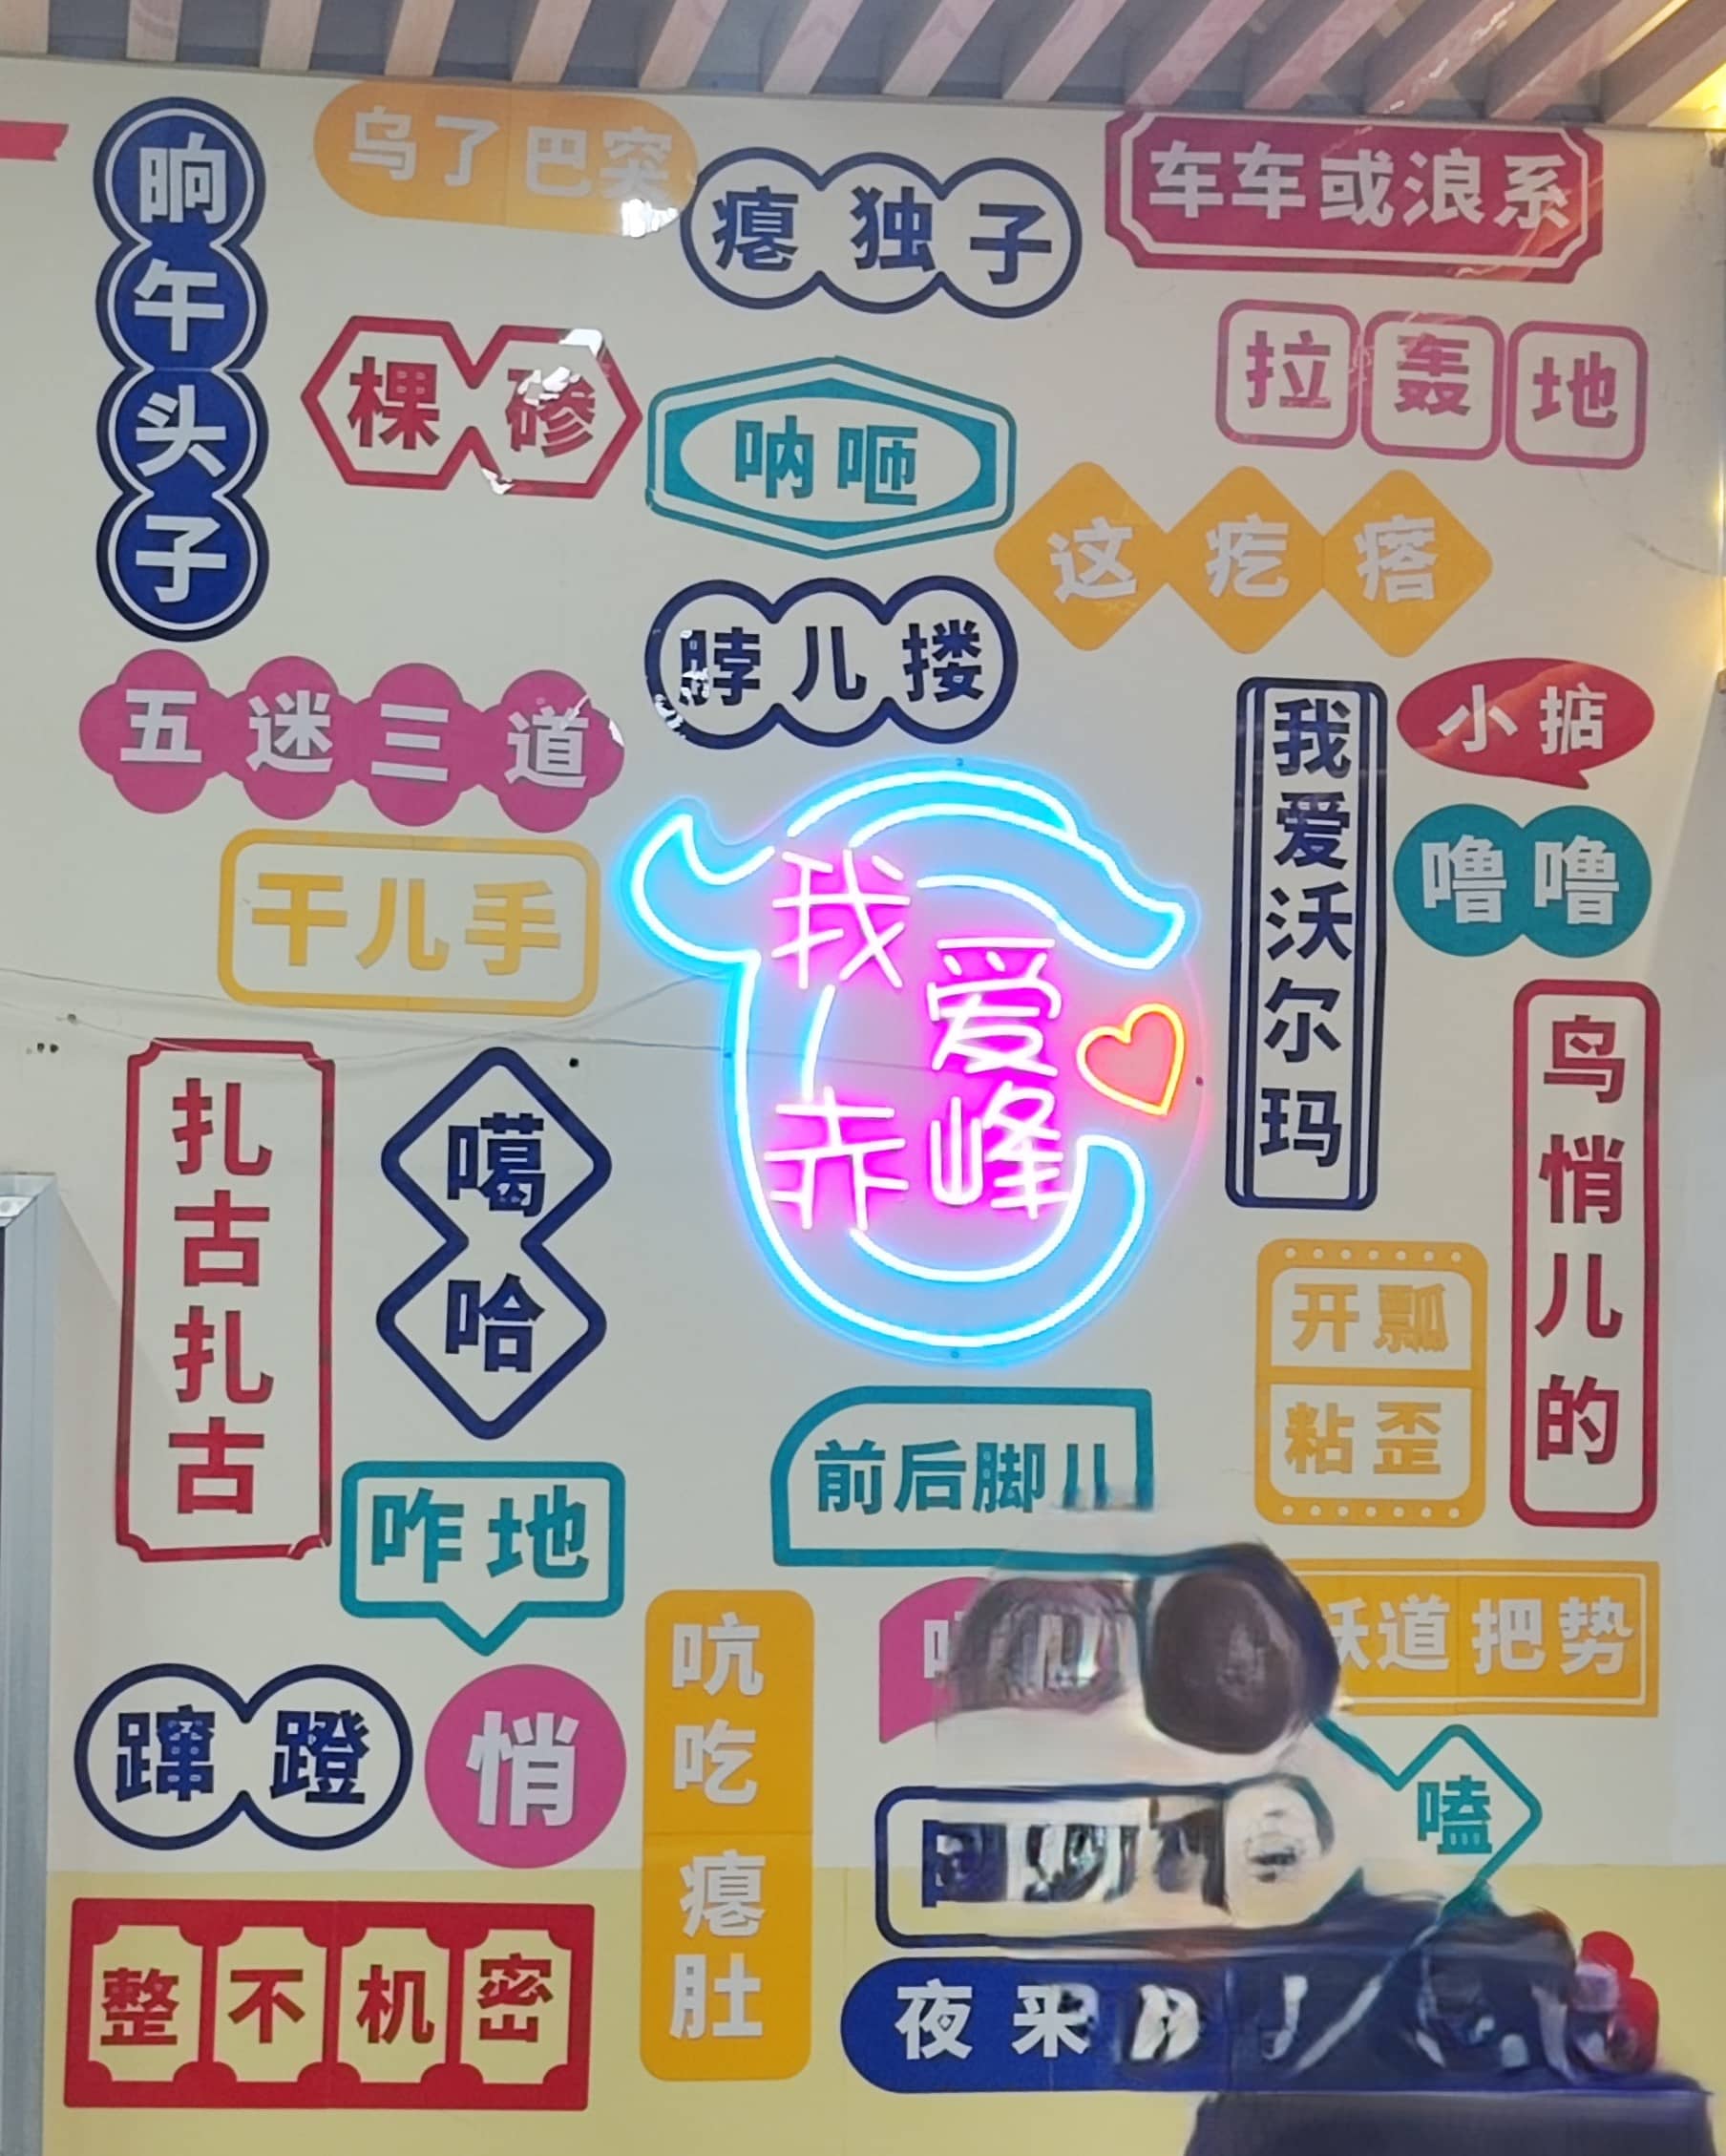 晌午头子
乌了巴突
瘪独子
车车或浪系
棵碜
呐咂
拉轰地
这疙瘩
脖儿搂
五迷三道
小掂
我爱沃尔玛
噜噜
干儿手
我爱
赤峰
鸟悄儿的
扎古扎古
噶哈
开瓢
粘歪
前后脚儿
咋地
道把势
蹿蹬
悄
吭吃瘪肚
嗑
整不机密
夜来